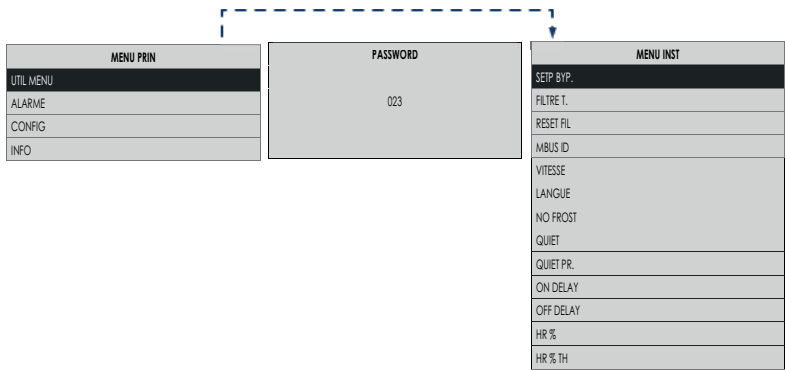 MENU PRIN
UTIL MENU
ALARME
CONFIG
INFO
PASSWORD
023
MENU INST
SETP BYP.
FILTRE T.
RESET FIL
MBUS ID
VITESSE
LANGUE
NO FROST
QUIET
QUIET PR.
ON DELAY
OFF DELAY
HR %
HR % TH